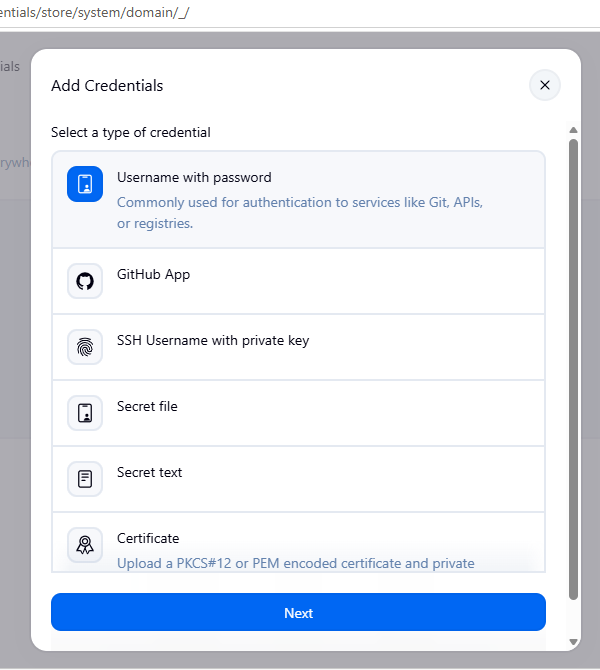 entials/store/system/domain/_/
ials
Add Credentials
Select a type of credential
rywh
Username with password
Commonly used for authentication to services like Git, APIs,
or registries.
GitHub App
SSH Username with private key
Secret file
Secret text
Certificate
Upload a PKCS#12 or PEM encoded certificate and private
Next